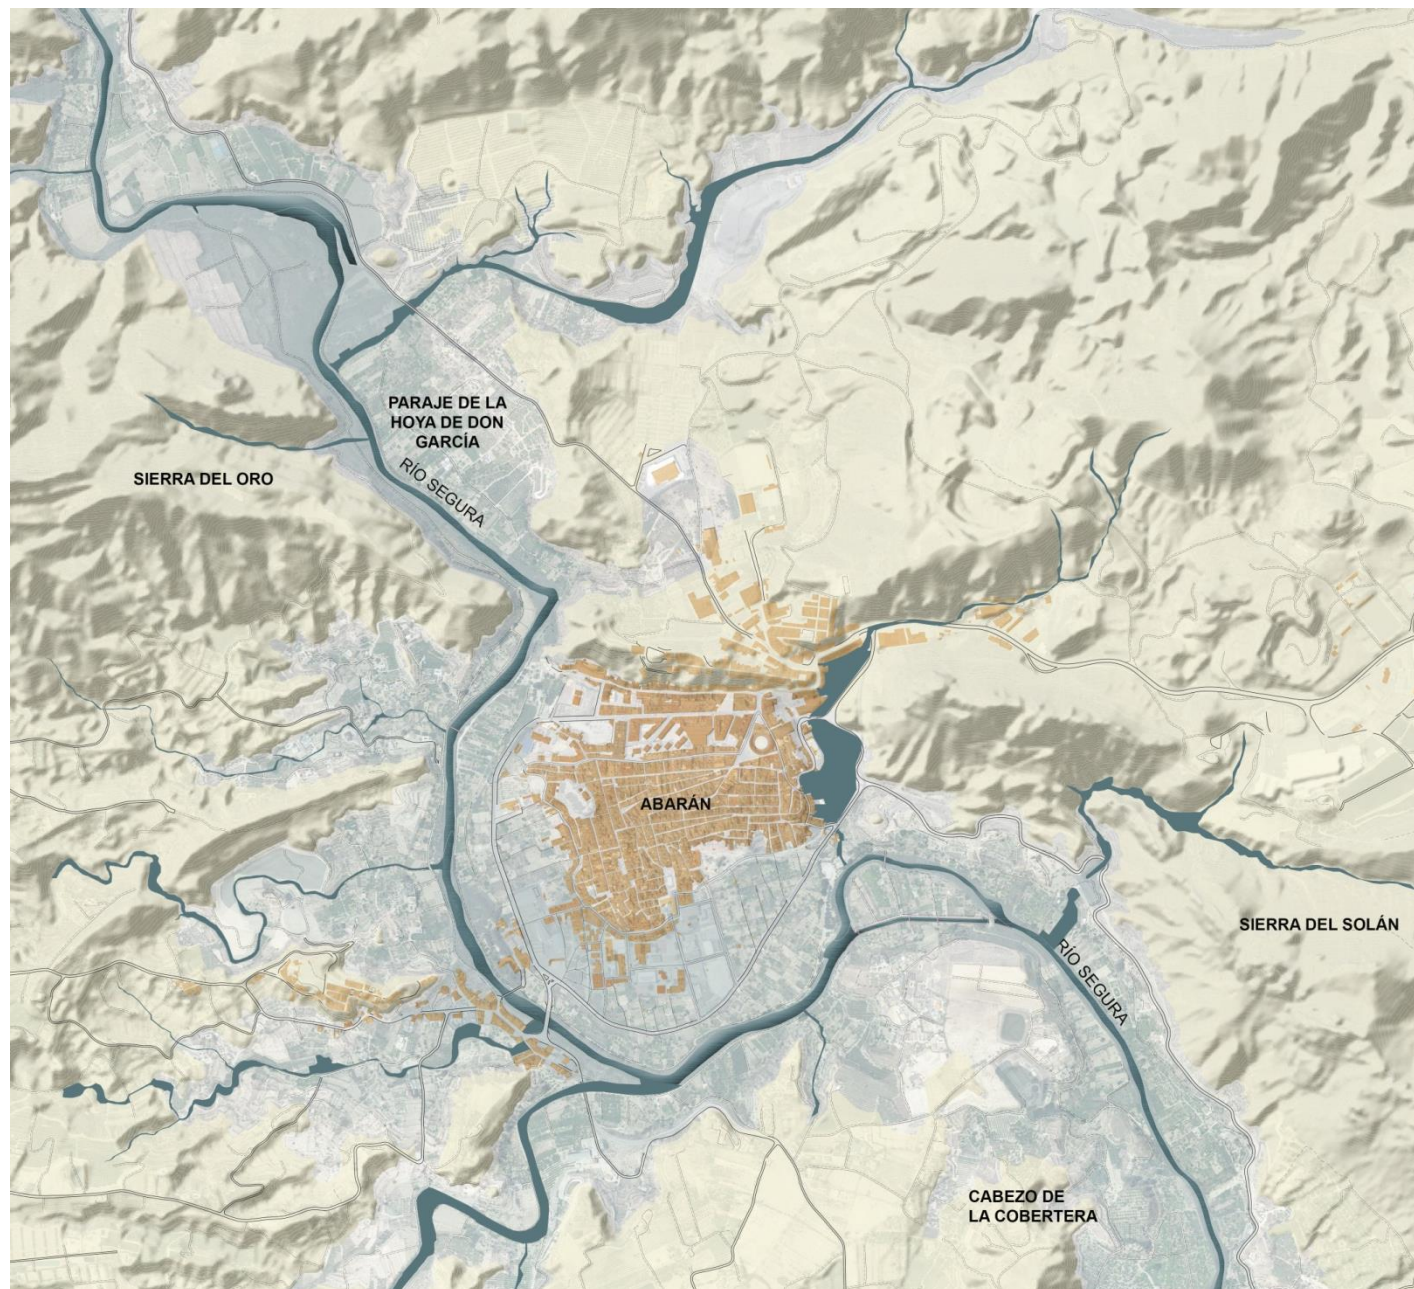 PARAJE DE LA
HOYA DE DON
GARCÍA
SIERRA DEL ORO
RÍO SEGURA
ABARÁN
SIERRA DEL SOLÁN
RÍO SEGURA
CABEZO DE
LA COBERTERA